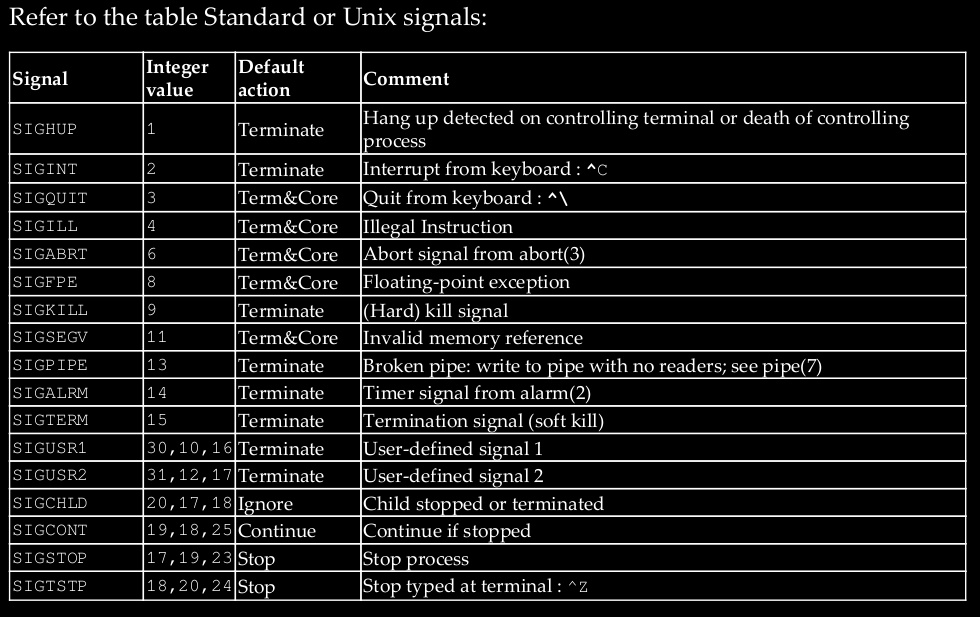 Refer to the table Standard or Unix signals:
Signal Integer value Default action Comment
SIGHUP 1 Terminate Hang up detected on controlling terminal or death of controlling process
SIGINT 2 Terminate Interrupt from keyboard : ^C
SIGQUIT 3 Term&Core Quit from keyboard : ^\
SIGILL 4 Term&Core Illegal Instruction
SIGABRT 6 Term&Core Abort signal from abort(3)
SIGFPE 8 Term&Core Floating-point exception
SIGKILL 9 Terminate (Hard) kill signal
SIGSEGV 11 Term&Core Invalid memory reference
SIGPIPE 13 Terminate Broken pipe: write to pipe with no readers; see pipe(7)
SIGALRM 14 Terminate Timer signal from alarm(2)
SIGTERM 15 Terminate Termination signal (soft kill)
SIGUSR1 30,10,16 Terminate User-defined signal 1
SIGUSR2 31,12,17 Terminate User-defined signal 2
SIGCHLD 20,17,18 Ignore Child stopped or terminated
SIGCONT 19,18,25 Continue Continue if stopped
SIGSTOP 17,19,23 Stop Stop process
SIGTSTP 18,20,24 Stop Stop typed at terminal : ^Z